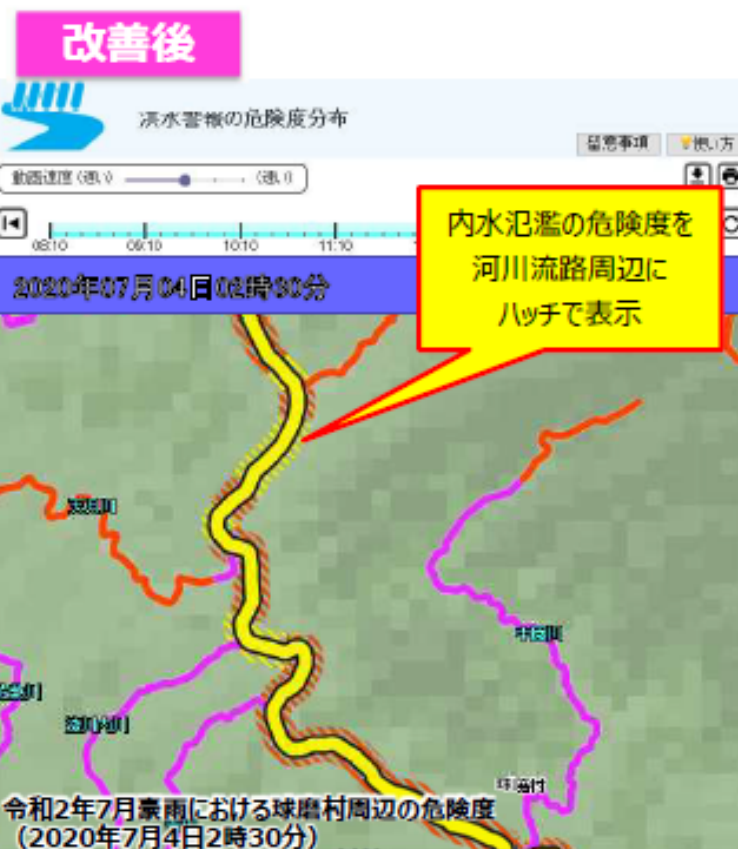 改善後
洪水警報の危険度分布
留意事項
使い方
動画速度(遅い)
(速い)
08:10
09:10
10:10
11:10
2020年07月04日02時30分
内水氾濫の危険度を
河川流路周辺に
ハッチで表示
球磨村
令和2年7月豪雨における球磨村周辺の危険度
(2020年7月4日2時30分)